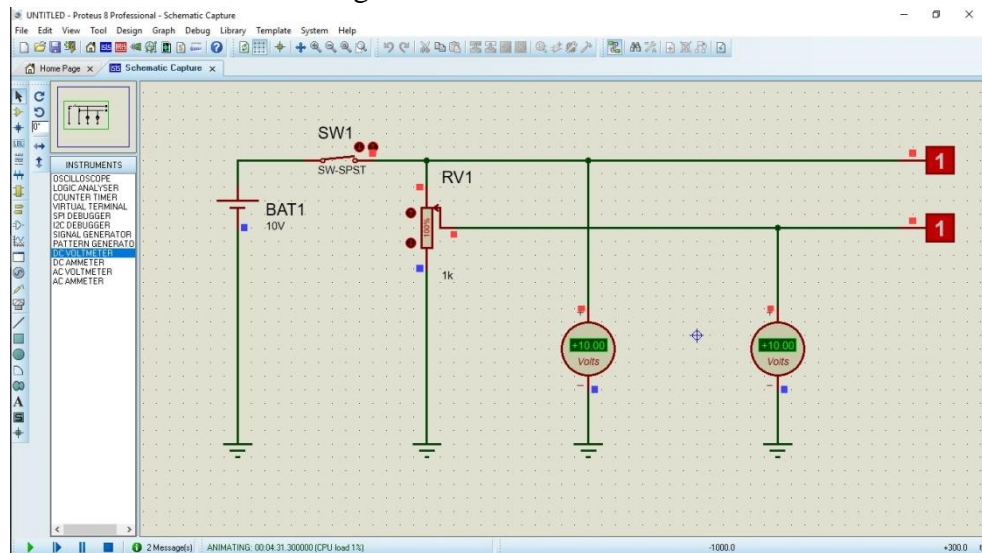 UNTITLED - Proteus 8 Professional - Schematic Capture
File Edit View Tool Design Graph Debug Library Template System Help
Home Page x
Schematic Capture x
0°
LBL
A
S
INSTRUMENTS
OSCILLOSCOPE
LOGIC ANALYSER
COUNTER TIMER
VIRTUAL TERMINAL
SPI DEBUGGER
I2C DEBUGGER
SIGNAL GENERATOR
PATTERN GENERATO
DC VOLTMETER
DC AMMETER
AC VOLTMETER
AC AMMETER
SW1
SW-SPST
BAT1
10V
RV1
100%
1k
1
1
+10.00
Volts
+10.00
Volts
2 Message(s)
ANIMATING: 00:04:31.300000 (CPU load 1%)
-1000.0
+300.0